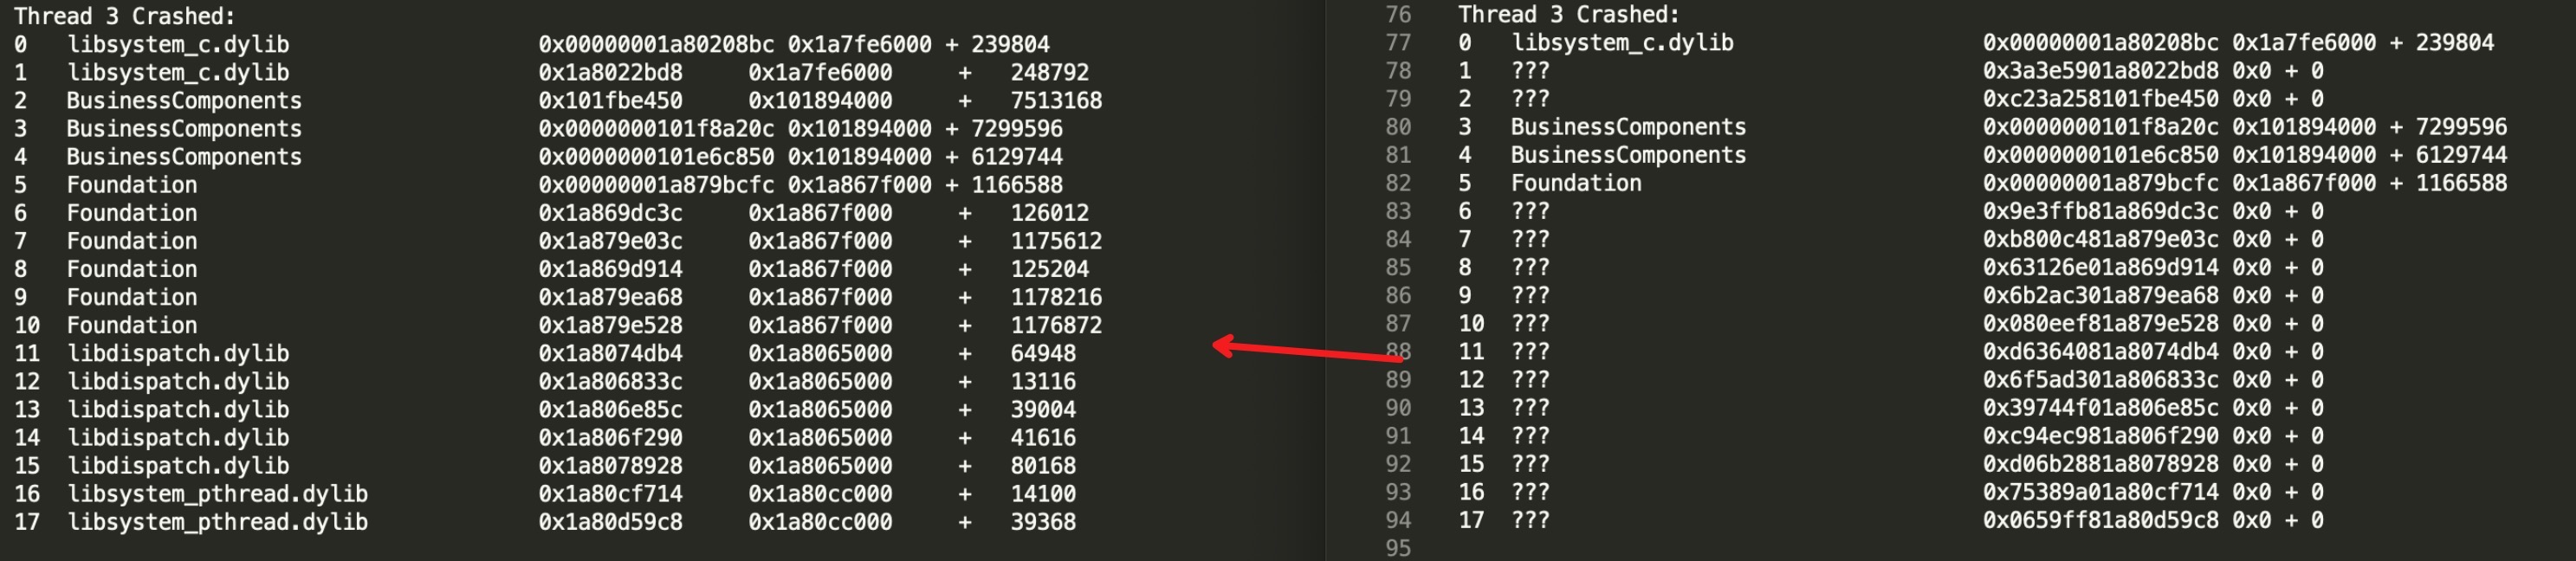 Thread 3 Crashed:
0 libsystem_c.dylib 0x00000001a80208bc 0x1a7fe6000 + 239804
1 libsystem_c.dylib 0x1a8022bd8 0x1a7fe6000 + 248792
2 BusinessComponents 0x101fbe450 0x101894000 + 7513168
3 BusinessComponents 0x0000000101f8a20c 0x101894000 + 7299596
4 BusinessComponents 0x0000000101e6c850 0x101894000 + 6129744
5 Foundation 0x00000001a879bcfc 0x1a867f000 + 1166588
6 Foundation 0x1a869dc3c 0x1a867f000 + 126012
7 Foundation 0x1a879e03c 0x1a867f000 + 1175612
8 Foundation 0x1a869d914 0x1a867f000 + 125204
9 Foundation 0x1a879ea68 0x1a867f000 + 1178216
10 Foundation 0x1a879e528 0x1a867f000 + 1176872
11 libdispatch.dylib 0x1a8074db4 0x1a8065000 + 64948
12 libdispatch.dylib 0x1a806833c 0x1a8065000 + 13116
13 libdispatch.dylib 0x1a806e85c 0x1a8065000 + 39004
14 libdispatch.dylib 0x1a806f290 0x1a8065000 + 41616
15 libdispatch.dylib 0x1a8078928 0x1a8065000 + 80168
16 libsystem_pthread.dylib 0x1a80cf714 0x1a80cc000 + 14100
17 libsystem_pthread.dylib 0x1a80d59c8 0x1a80cc000 + 39368
76 Thread 3 Crashed:
77 0 libsystem_c.dylib 0x00000001a80208bc 0x1a7fe6000 + 239804
78 1 ??? 0x3a3e5901a8022bd8 0x0 + 0
79 2 ??? 0xc23a258101fbe450 0x0 + 0
80 3 BusinessComponents 0x0000000101f8a20c 0x101894000 + 7299596
81 4 BusinessComponents 0x0000000101e6c850 0x101894000 + 6129744
82 5 Foundation 0x00000001a879bcfc 0x1a867f000 + 1166588
83 6 ??? 0x9e3ffb81a869dc3c 0x0 + 0
84 7 ??? 0xb800c481a879e03c 0x0 + 0
85 8 ??? 0x63126e01a869d914 0x0 + 0
86 9 ??? 0x6b2ac301a879ea68 0x0 + 0
87 10 ??? 0x080eef81a879e528 0x0 + 0
88 11 ??? 0xd6364081a8074db4 0x0 + 0
89 12 ??? 0x6f5ad301a806833c 0x0 + 0
90 13 ??? 0x39744f01a806e85c 0x0 + 0
91 14 ??? 0xc94ec981a806f290 0x0 + 0
92 15 ??? 0xd06b2881a8078928 0x0 + 0
93 16 ??? 0x75389a01a80cf714 0x0 + 0
94 17 ??? 0x0659ff81a80d59c8 0x0 + 0
95